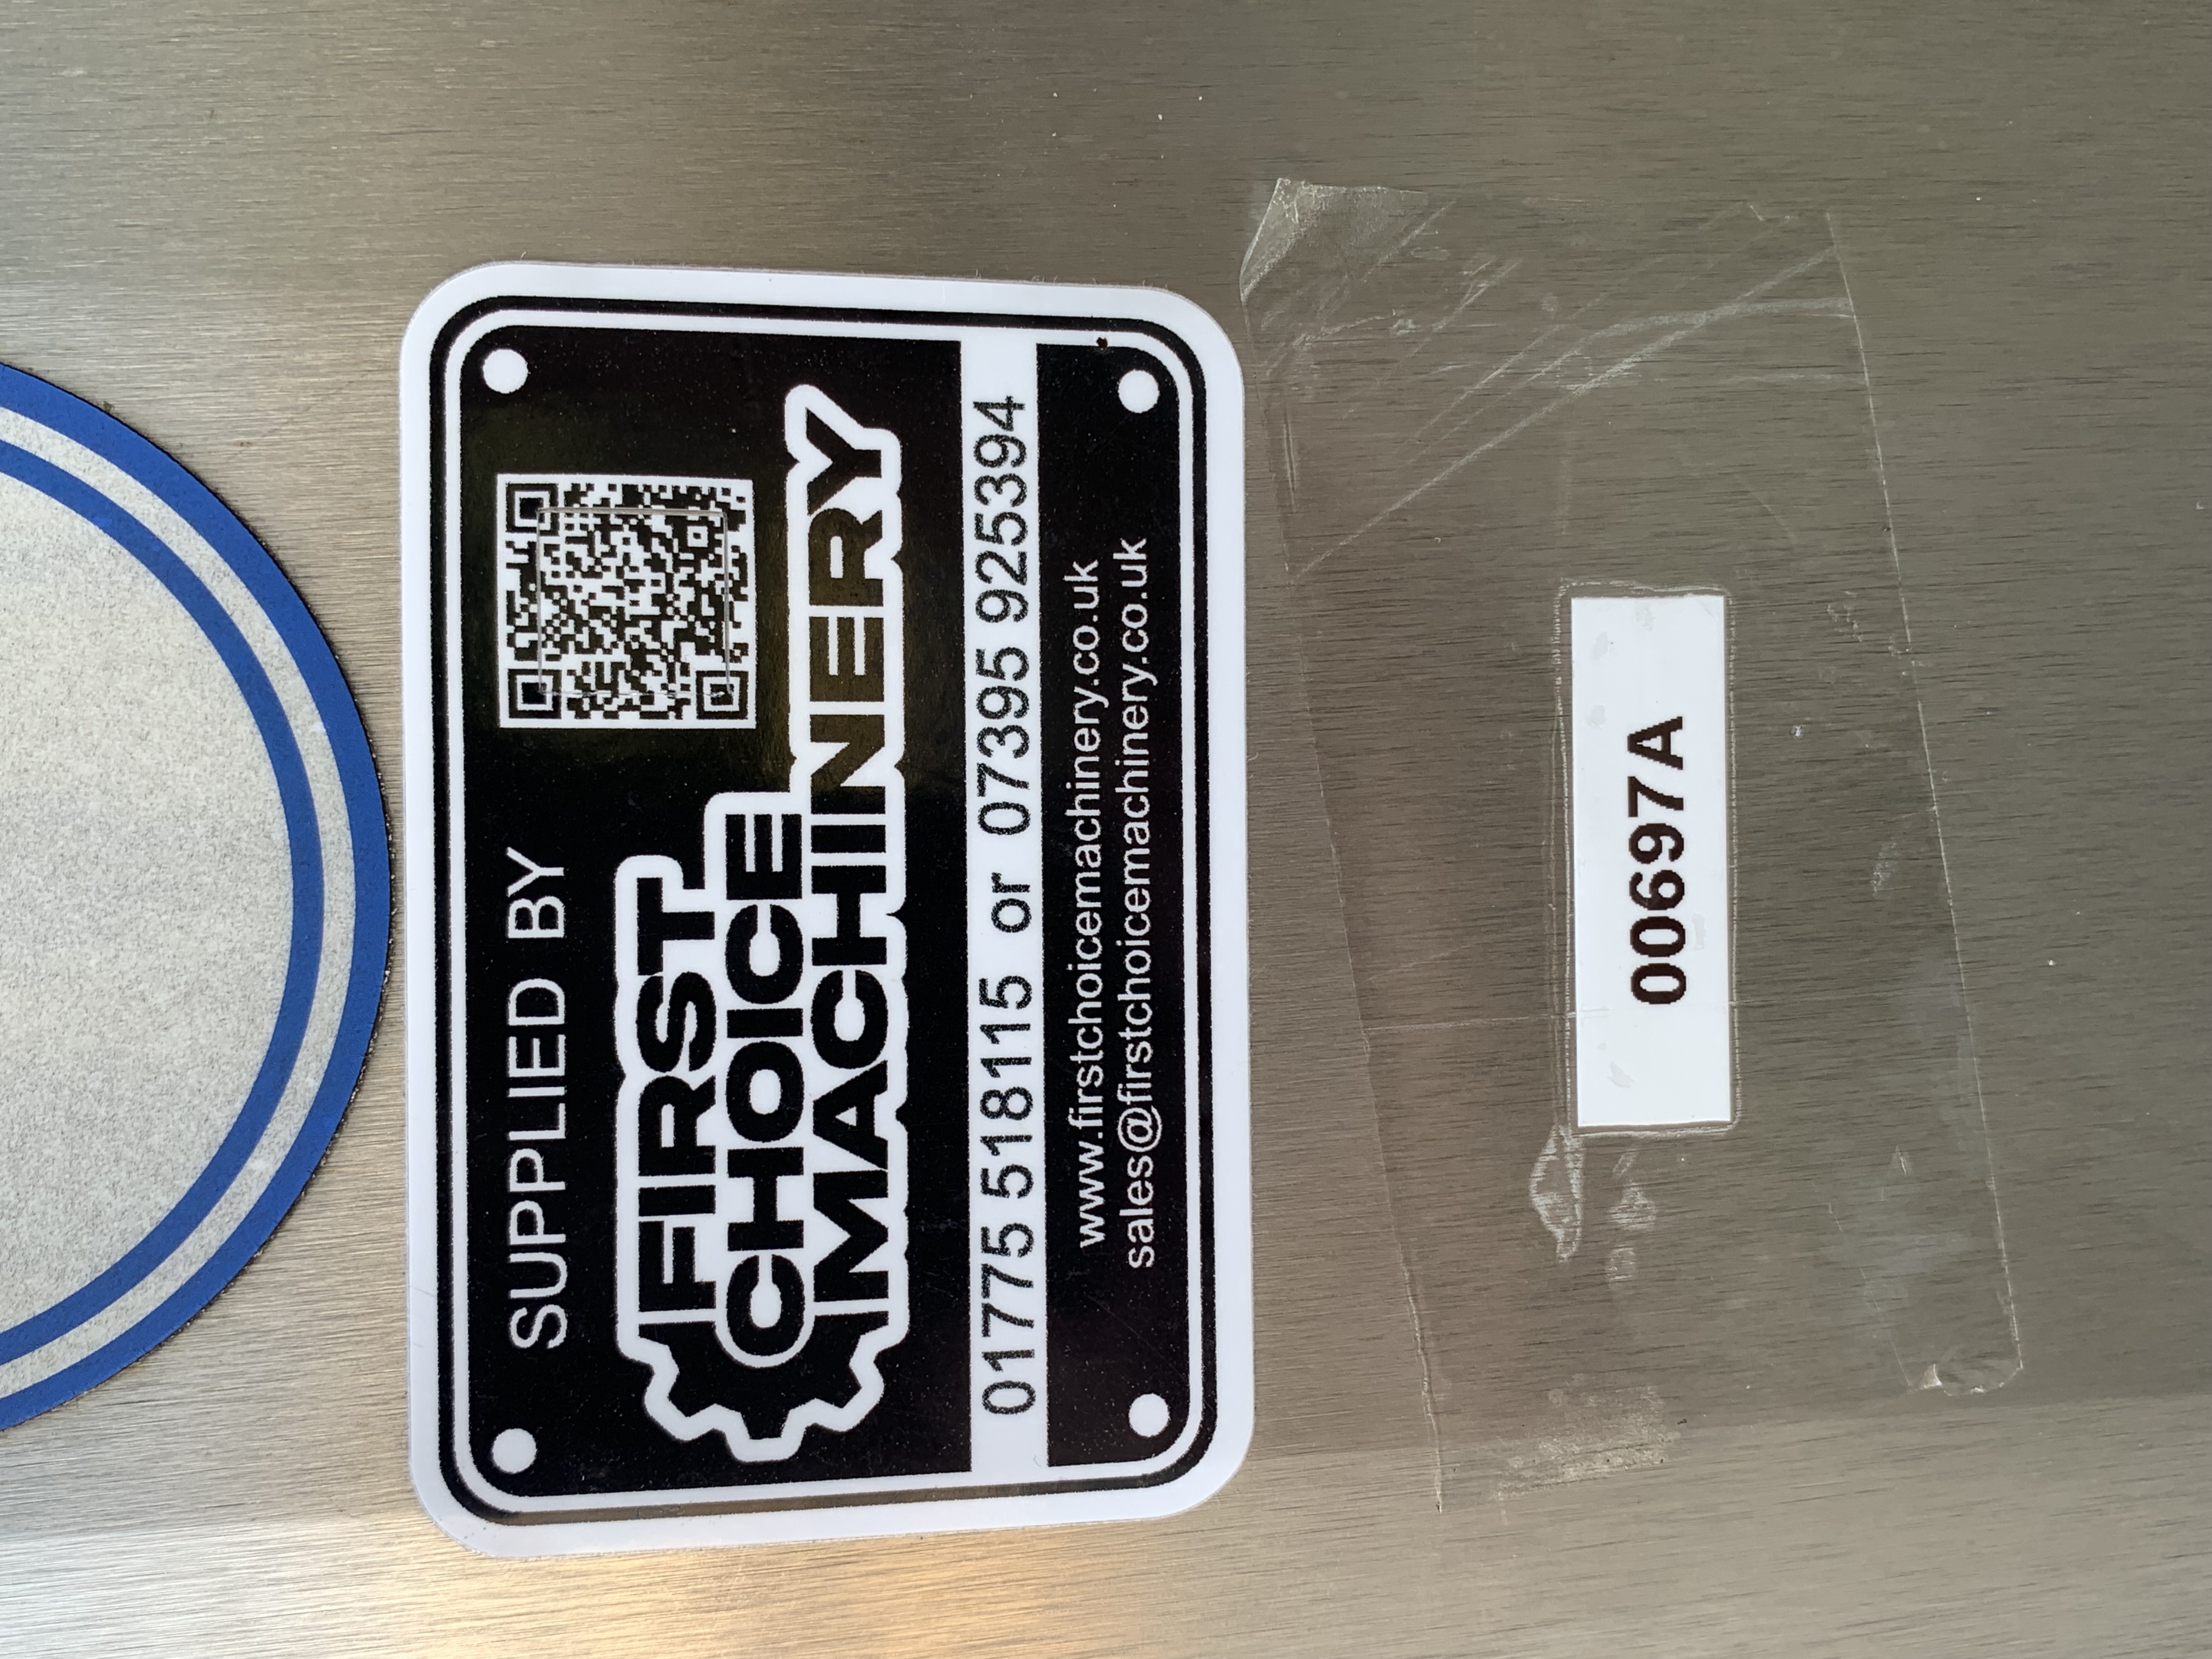 SUPPLIED BY
FIRST
CHOICE
MACHINERY
01775 518115 or 07395 925394
www.firstchoicemachinery.co.uk
sales@firstchoicemachinery.co.uk
00697A